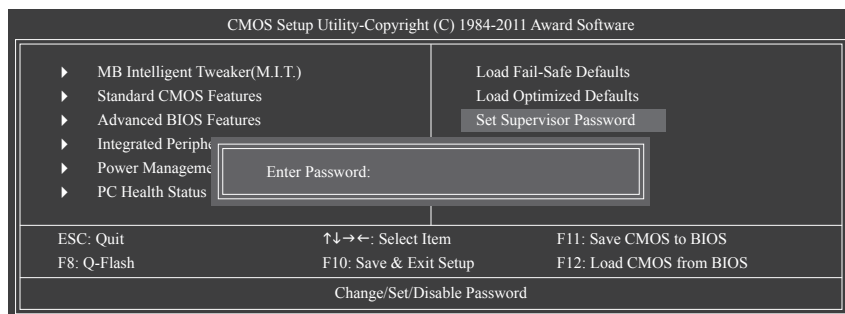 CMOS Setup Utility-Copyright (C) 1984-2011 Award Software
MB Intelligent Tweaker(M.I.T.)
Standard CMOS Features
Advanced BIOS Features
Integrated Periphe
Power Manageme
PC Health Status
Load Fail-Safe Defaults
Load Optimized Defaults
Set Supervisor Password
Enter Password:
ESC: Quit
↑↓→←: Select Item
F11: Save CMOS to BIOS
F8: Q-Flash
F10: Save & Exit Setup
F12: Load CMOS from BIOS
Change/Set/Disable Password